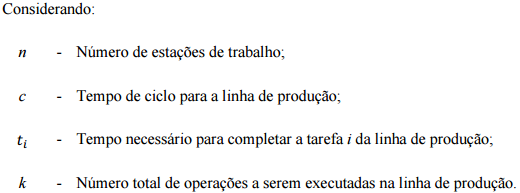 Considerando:
n - Número de estações de trabalho;
c - Tempo de ciclo para a linha de produção;
t_i - Tempo necessário para completar a tarefa i da linha de produção;
k - Número total de operações a serem executadas na linha de produção.